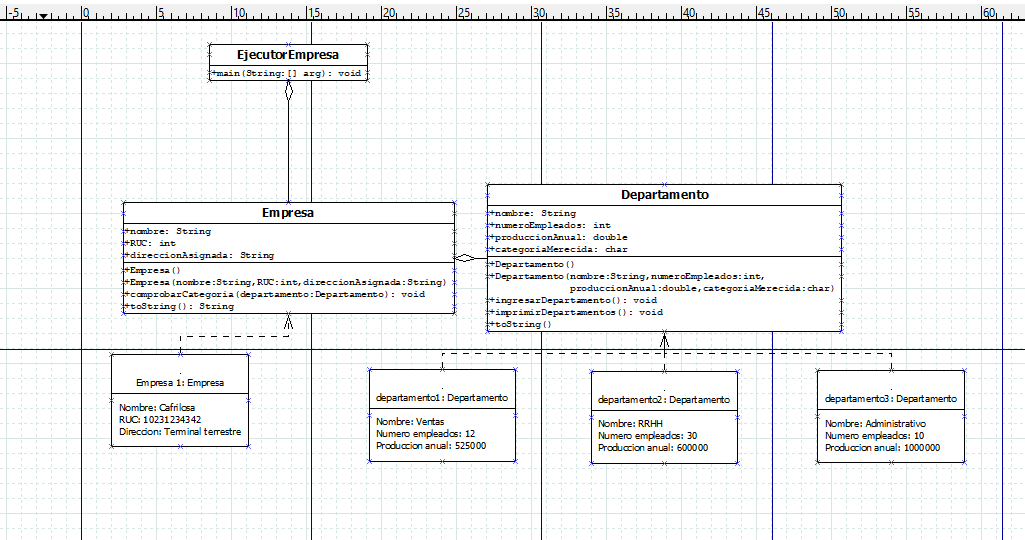 -5 0 5 10 15 20 25 30 35 40 45 50 55 60
EjecutorEmpresa
+main(String:[] arg): void
Empresa
+nombre: String
+RUC: int
+direccionAsignada: String
+Empresa()
+Empresa(nombre:String,RUC:int,direccionAsignada:String)
+comprobarCategoria(departamento:Departamento): void
+toString(): String
Departamento
+nombre: String
+numeroEmpleados: int
+produccionAnual: double
+categoriaMerecida: char
+Departamento()
+Departamento(nombre:String,numeroEmpleados:int,
produccionAnual:double,categoriaMerecida:char)
+ingresarDepartamento(): void
+imprimirDepartamentos(): void
+toString()
.
Empresa 1: Empresa
Nombre: Cafrilosa
RUC: 10231234342
Direccion: Terminal terrestre
.
departamento1: Departamento
Nombre: Ventas
Numero empleados: 12
Produccion anual: 525000
.
departamento2: Departamento
Nombre: RRHH
Numero empleados: 30
Produccion anual: 600000
.
departamento3: Departamento
Nombre: Administrativo
Numero empleados: 10
Produccion anual: 1000000